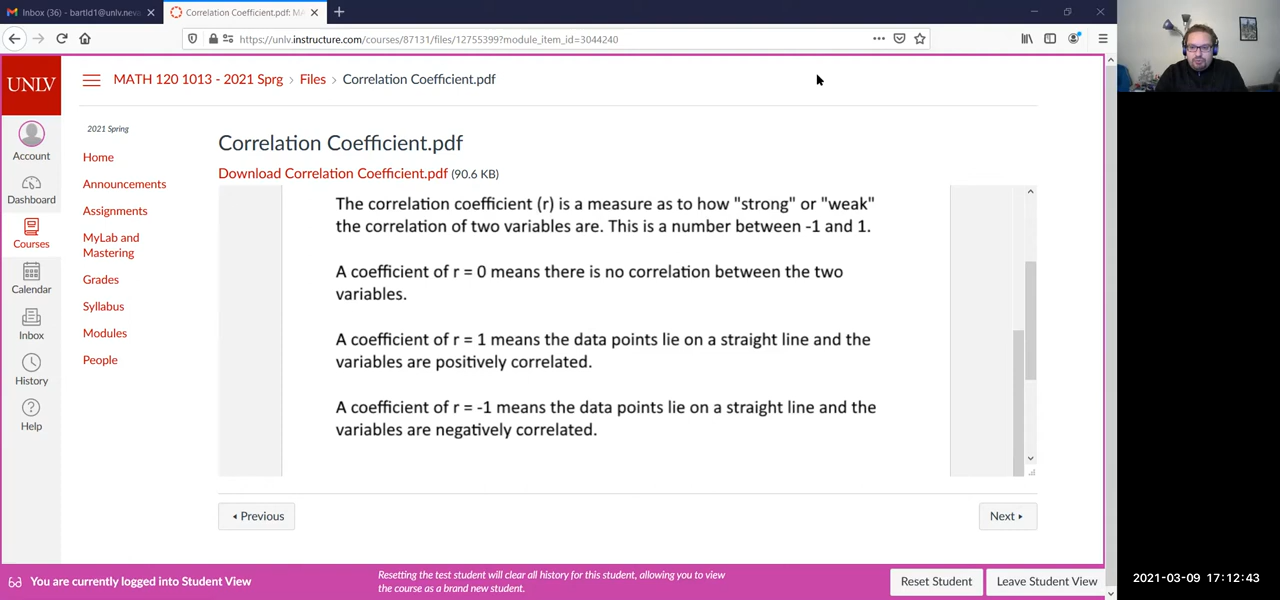 Inbox (36) - bartld1@unlv.neva
Correlation Coefficient.pdf: MA
https://unlv.instructure.com/courses/87131/files/12755399?module_item_id=3044240
UNLV
MATH 120 1013 - 2021 Sprg › Files › Correlation Coefficient.pdf
Account
Dashboard
Courses
Calendar
Inbox
History
Help
2021 Spring
Home
Announcements
Assignments
MyLab and
Mastering
Grades
Syllabus
Modules
People
Correlation Coefficient.pdf
Download Correlation Coefficient.pdf (90.6 KB)
The correlation coefficient (r) is a measure as to how "strong" or "weak"
the correlation of two variables are. This is a number between -1 and 1.
A coefficient of r = 0 means there is no correlation between the two
variables.
A coefficient of r = 1 means the data points lie on a straight line and the
variables are positively correlated.
A coefficient of r = -1 means the data points lie on a straight line and the
variables are negatively correlated.
Previous
Next
You are currently logged into Student View
Resetting the test student will clear all history for this student, allowing you to view
the course as a brand new student.
Reset Student
Leave Student View
2021-03-09 17:12:43